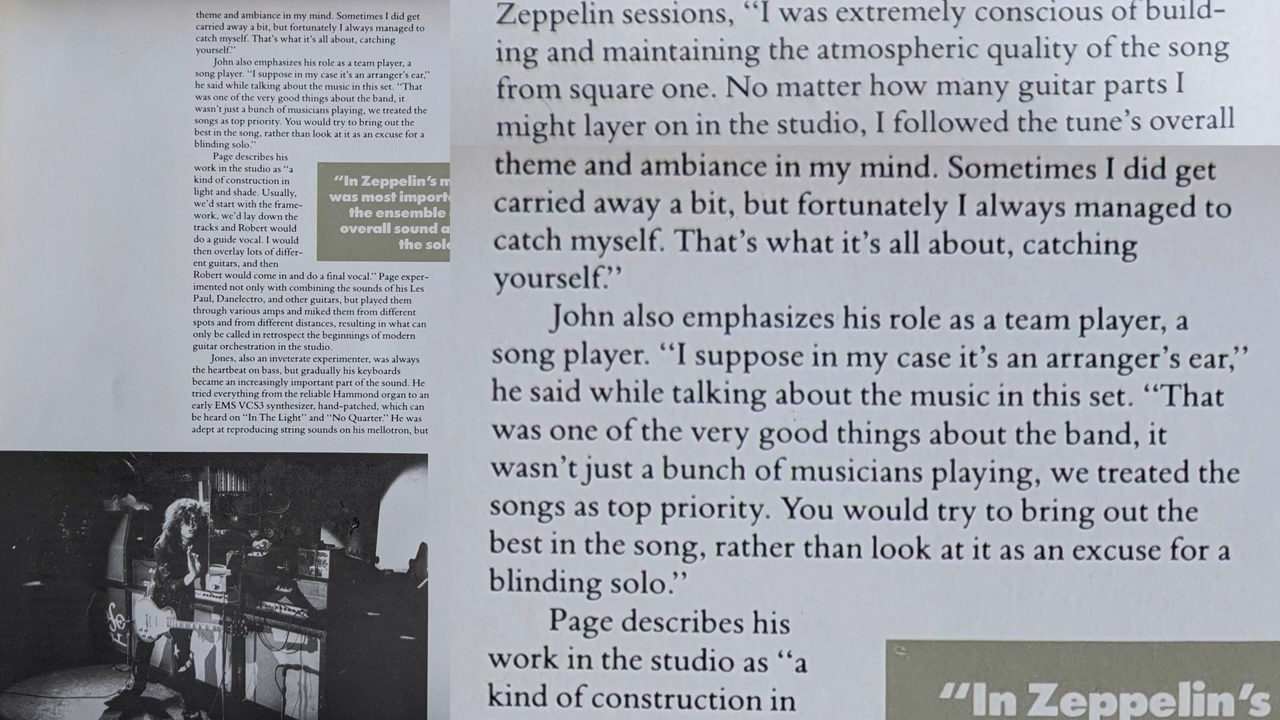 theme and ambiance in my mind. Sometimes I did get
carried away a bit, but fortunately I always managed to
catch myself. That's what it's all about, catching
yourself.”
John also emphasizes his role as a team player, a
song player. “I suppose in my case it's an arranger's ear,”
he said while talking about the music in this set. “That
was one of the very good things about the band, it
wasn't just a bunch of musicians playing, we treated the
songs as top priority. You would try to bring out the
best in the song, rather than look at it as an excuse for a
blinding solo.”
Page describes his
work in the studio as “a
kind of construction in
light and shade. Usually,
we'd start with the frame-
work, we'd lay down the
tracks and Robert would
do a guide vocal. I would
then overlay lots of differ-
ent guitars, and then
Robert would come in and do a final vocal.” Page exper-
imented not only with combining the sounds of his Les
Paul, Danelectro, and other guitars, but played them
through various amps and miked them from different
spots and from different distances, resulting in what can
only be called in retrospect the beginnings of modern
guitar orchestration in the studio.
Jones, also an inveterate experimenter, was always
the heartbeat on bass, but gradually his keyboards
became an increasingly important part of the sound. He
tried everything from the reliable Hammond organ to an
early EMS VCS3 synthesizer, hand-patched, which can
be heard on “In The Light” and “No Quarter.” He was
adept at reproducing string sounds on his mellotron, but
“In Zeppelin's m
was most import
the ensemble
overall sound a
the solo
Marshall
Zeppelin sessions, “I was extremely conscious of build-
ing and maintaining the atmospheric quality of the song
from square one. No matter how many guitar parts I
might layer on in the studio, I followed the tune's overall
theme and ambiance in my mind. Sometimes I did get
carried away a bit, but fortunately I always managed to
catch myself. That's what it's all about, catching
yourself.”
John also emphasizes his role as a team player, a
song player. “I suppose in my case it's an arranger's ear,”
he said while talking about the music in this set. “That
was one of the very good things about the band, it
wasn't just a bunch of musicians playing, we treated the
songs as top priority. You would try to bring out the
best in the song, rather than look at it as an excuse for a
blinding solo.”
Page describes his
work in the studio as “a
kind of construction in
“In Zeppelin's